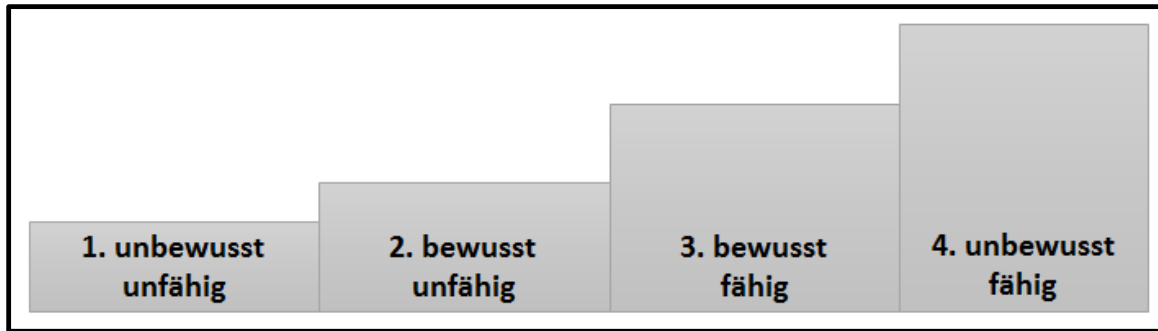 1. unbewusst
unfähig
2. bewusst
unfähig
3. bewusst
fähig
4. unbewusst
fähig